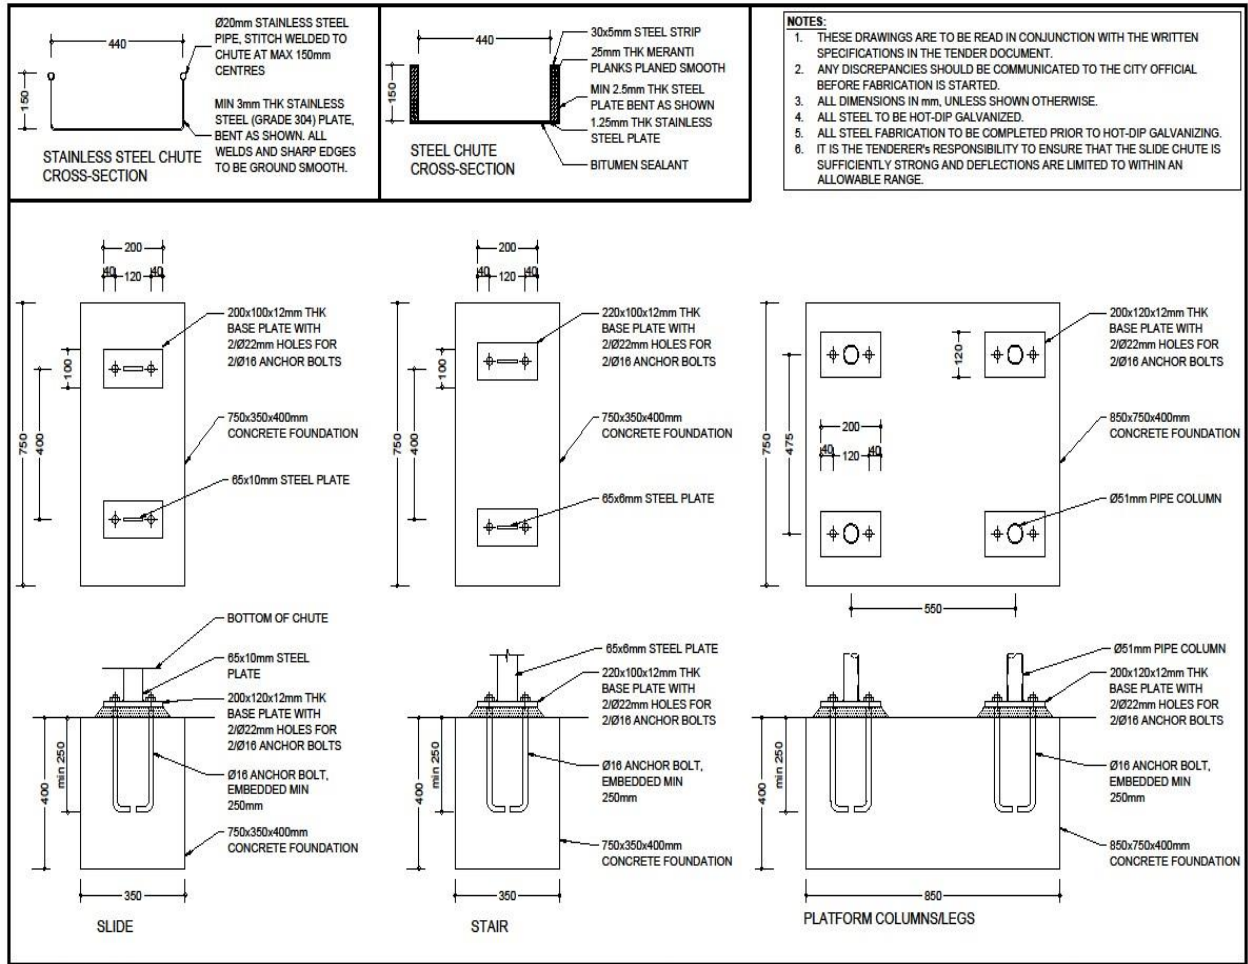 440
150
Ø20mm STAINLESS STEEL
PIPE, STITCH WELDED TO
CHUTE AT MAX 150mm
CENTRES
MIN 3mm THK STAINLESS
STEEL (GRADE 304) PLATE,
BENT AS SHOWN. ALL
WELDS AND SHARP EDGES
TO BE GROUND SMOOTH.
STAINLESS STEEL CHUTE
CROSS-SECTION
440
150
30x5mm STEEL STRIP
25mm THK MERANTI
PLANKS PLANED SMOOTH
MIN 2.5mm THK STEEL
PLATE BENT AS SHOWN
1.25mm THK STAINLESS
STEEL PLATE
BITUMEN SEALANT
STEEL CHUTE
CROSS-SECTION
NOTES:
1. THESE DRAWINGS ARE TO BE READ IN CONJUNCTION WITH THE WRITTEN
SPECIFICATIONS IN THE TENDER DOCUMENT.
2. ANY DISCREPANCIES SHOULD BE COMMUNICATED TO THE CITY OFFICIAL
BEFORE FABRICATION IS STARTED.
3. ALL DIMENSIONS IN mm, UNLESS SHOWN OTHERWISE.
4. ALL STEEL TO BE HOT-DIP GALVANIZED.
5. ALL STEEL FABRICATION TO BE COMPLETED PRIOR TO HOT-DIP GALVANIZING.
6. IT IS THE TENDERER's RESPONSIBILITY TO ENSURE THAT THE SLIDE CHUTE IS
SUFFICIENTLY STRONG AND DEFLECTIONS ARE LIMITED TO WITHIN AN
ALLOWABLE RANGE.
200
40 120 40
100
750
400
200x100x12mm THK
BASE PLATE WITH
2/Ø22mm HOLES FOR
2/Ø16 ANCHOR BOLTS
750x350x400mm
CONCRETE FOUNDATION
65x10mm STEEL PLATE
200
40 120 40
100
750
400
220x100x12mm THK
BASE PLATE WITH
2/Ø22mm HOLES FOR
2/Ø16 ANCHOR BOLTS
750x350x400mm
CONCRETE FOUNDATION
65x6mm STEEL PLATE
750
475
120
200
40 120 40
550
200x120x12mm THK
BASE PLATE WITH
2/Ø22mm HOLES FOR
2/Ø16 ANCHOR BOLTS
850x750x400mm
CONCRETE FOUNDATION
Ø51mm PIPE COLUMN
BOTTOM OF CHUTE
65x10mm STEEL
PLATE
200x120x12mm THK
BASE PLATE WITH
2/Ø22mm HOLES FOR
2/Ø16 ANCHOR BOLTS
Ø16 ANCHOR BOLT,
EMBEDDED MIN
250mm
750x350x400mm
CONCRETE FOUNDATION
400
min 250
350
SLIDE
65x6mm STEEL PLATE
220x100x12mm THK
BASE PLATE WITH
2/Ø22mm HOLES FOR
2/Ø16 ANCHOR BOLTS
Ø16 ANCHOR BOLT,
EMBEDDED MIN
250mm
750x350x400mm
CONCRETE FOUNDATION
400
min 250
350
STAIR
Ø51mm PIPE COLUMN
200x120x12mm THK
BASE PLATE WITH
2/Ø22mm HOLES FOR
2/Ø16 ANCHOR BOLTS
Ø16 ANCHOR BOLT,
EMBEDDED MIN
250mm
850x750x400mm
CONCRETE FOUNDATION
400
min 250
850
PLATFORM COLUMNS/LEGS